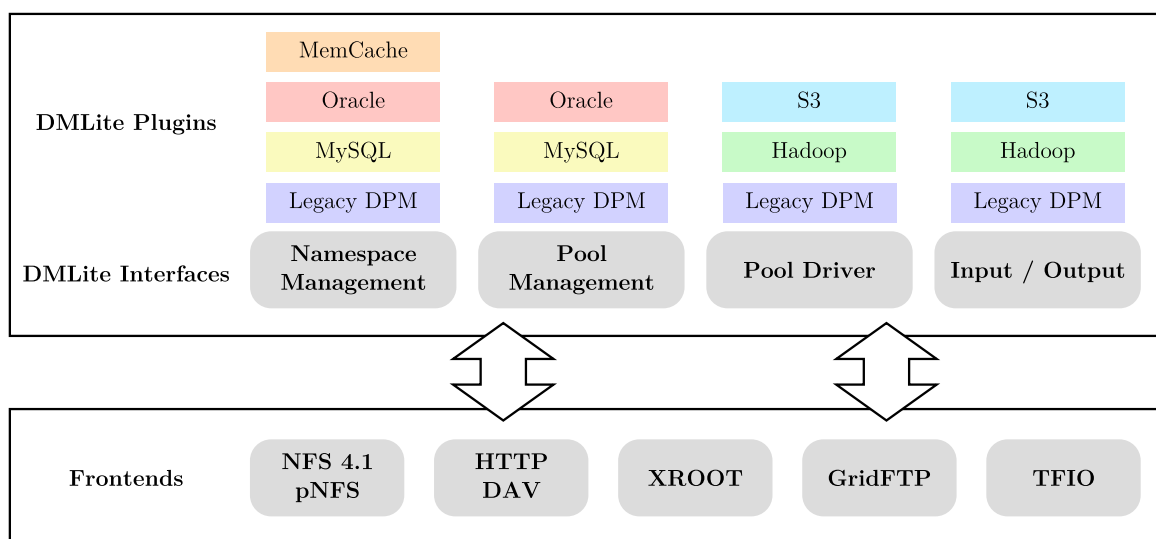 MemCache
Oracle
Oracle
S3
S3
DMLite Plugins
MySQL
MySQL
Hadoop
Hadoop
Legacy DPM
Legacy DPM
Legacy DPM
Legacy DPM
DMLite Interfaces
Namespace
Management
Pool
Management
Pool Driver
Input / Output
Frontends
NFS 4.1
pNFS
HTTP
DAV
XROOT
GridFTP
TFIO